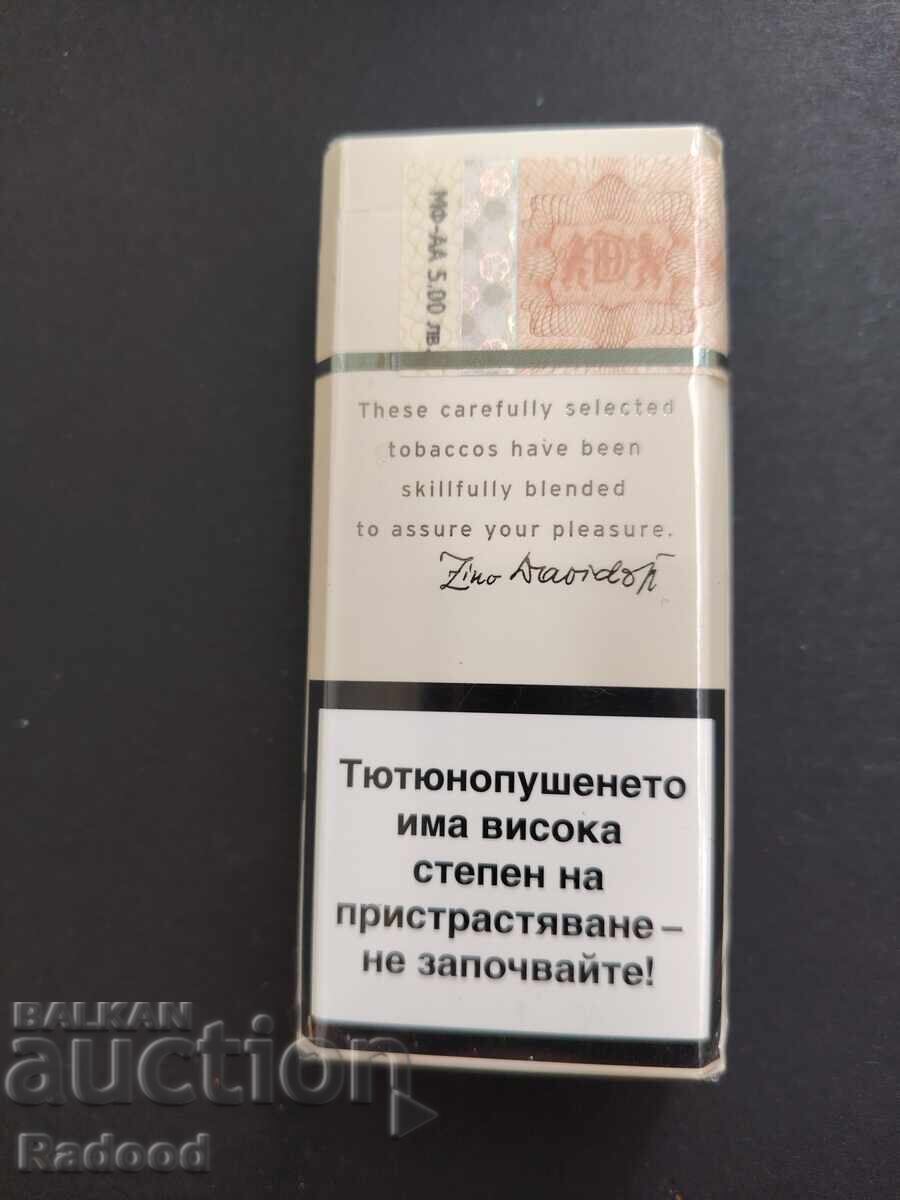 МФ-АА 5.00 лв.
These carefully selected
tobaccos have been
skillfully blended
to assure your pleasure.
Zino Davidoff
Тютюнопушенето
има висока
степен на
пристрастяване –
не започвайте!
BALKAN
auction
Radood